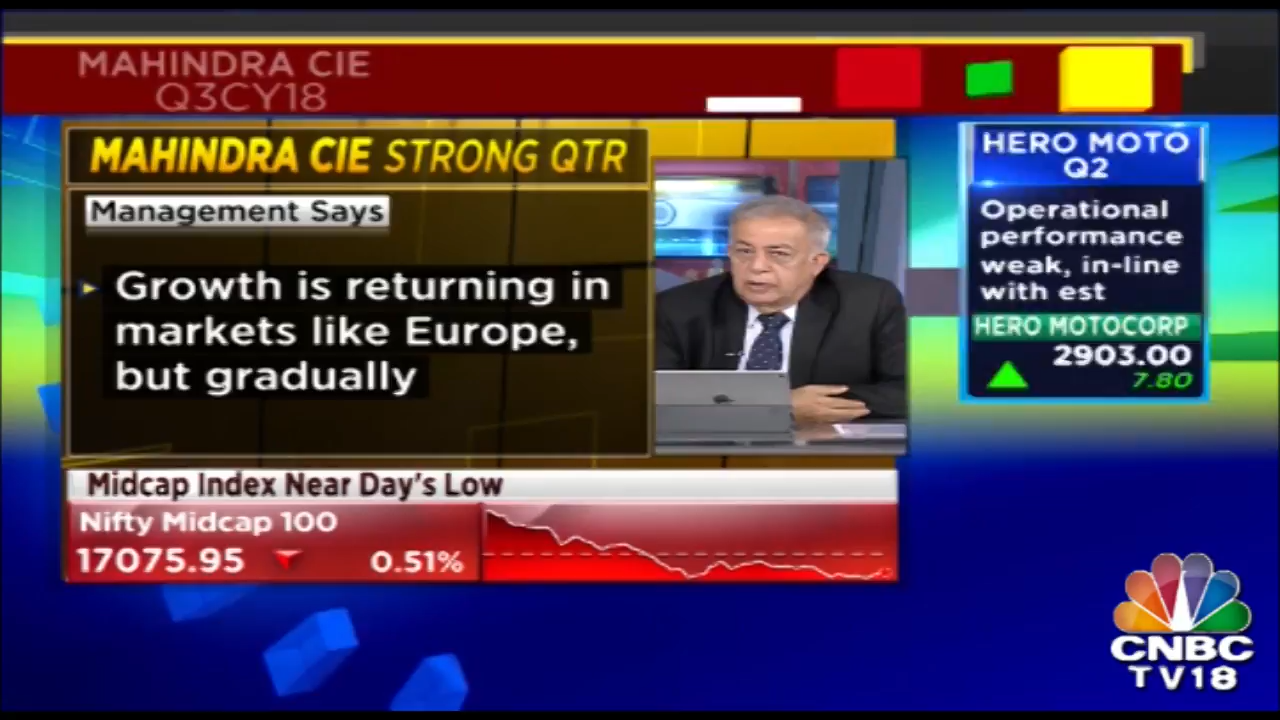 MAHINDRA CIE
Q3CY18
MAHINDRA CIE STRONG QTR
Management Says
Growth is returning in
markets like Europe,
but gradually
HERO MOTO
Q2
Operational
performance
weak, in-line
with est
HERO MOTOCORP
2903.00
7.80
Midcap Index Near Day's Low
Nifty Midcap 100
17075.95 0.51%
CNBC
TV18